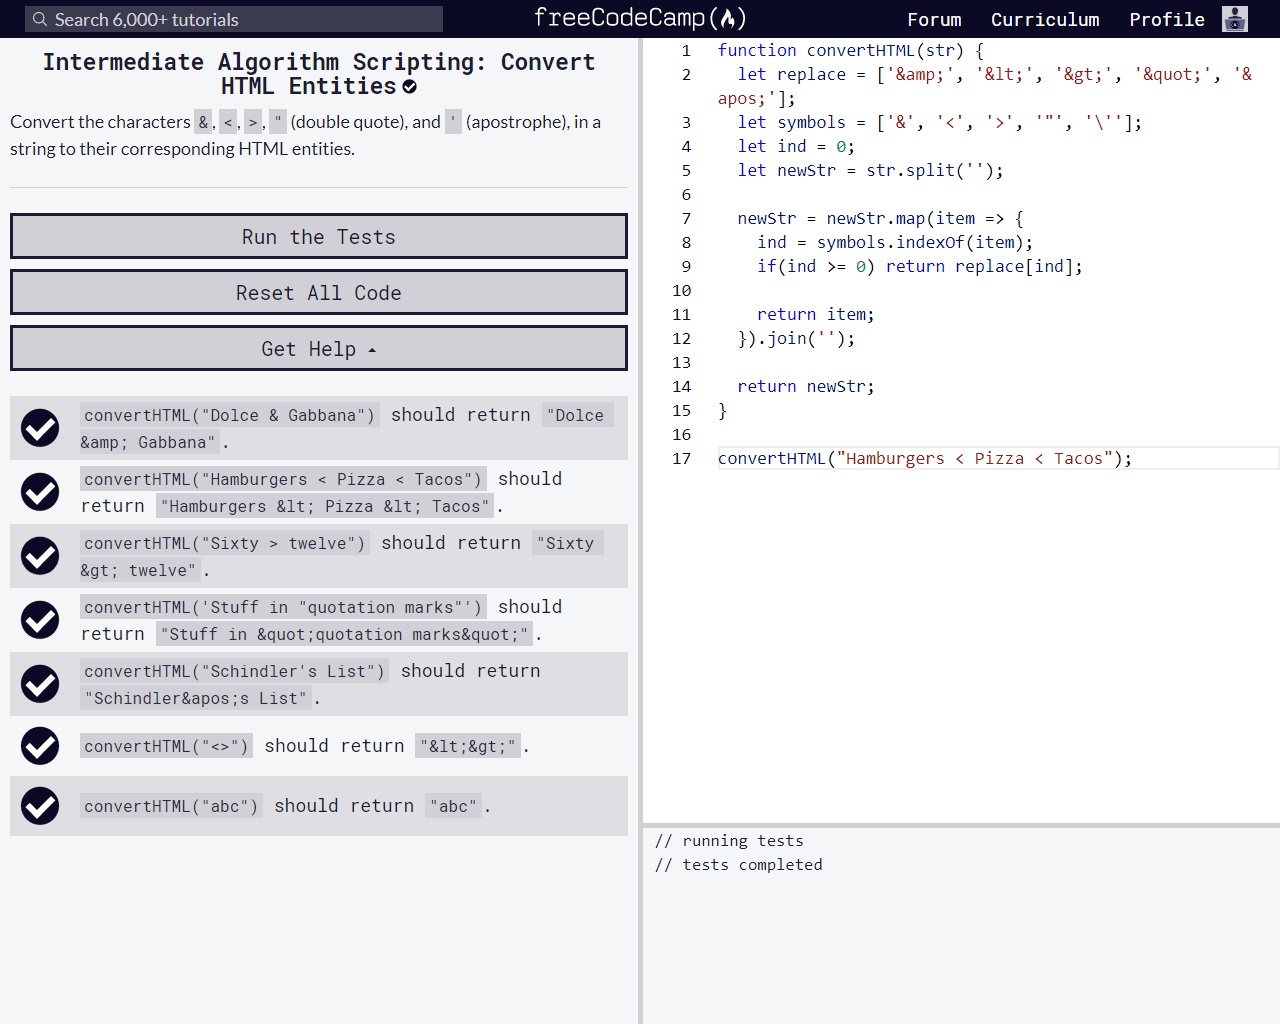 Search 6,000+ tutorials
freeCodeCamp(🔥)
Forum Curriculum Profile
Intermediate Algorithm Scripting: Convert
HTML Entities
Convert the characters &, <, >, " (double quote), and ' (apostrophe), in a
string to their corresponding HTML entities.
Run the Tests
Reset All Code
Get Help
convertHTML("Dolce & Gabbana") should return "Dolce
&amp; Gabbana".
convertHTML("Hamburgers < Pizza < Tacos") should
return "Hamburgers &lt; Pizza &lt; Tacos".
convertHTML("Sixty > twelve") should return "Sixty
&gt; twelve".
convertHTML('Stuff in "quotation marks"') should
return "Stuff in &quot;quotation marks&quot;".
convertHTML("Schindler's List") should return
"Schindler&apos;s List".
convertHTML("<>") should return "&lt;&gt;".
convertHTML("abc") should return "abc".
1 function convertHTML(str) {
2 let replace = ['&amp;', '&lt;', '&gt;', '&quot;', '&
apos;'];
3 let symbols = ['&', '<', '>', '"', '\''];
4 let ind = 0;
5 let newStr = str.split('');
6
7 newStr = newStr.map(item => {
8 ind = symbols.indexOf(item);
9 if(ind >= 0) return replace[ind];
10
11 return item;
12 }).join('');
13
14 return newStr;
15 }
16
17 convertHTML("Hamburgers < Pizza < Tacos");
// running tests
// tests completed